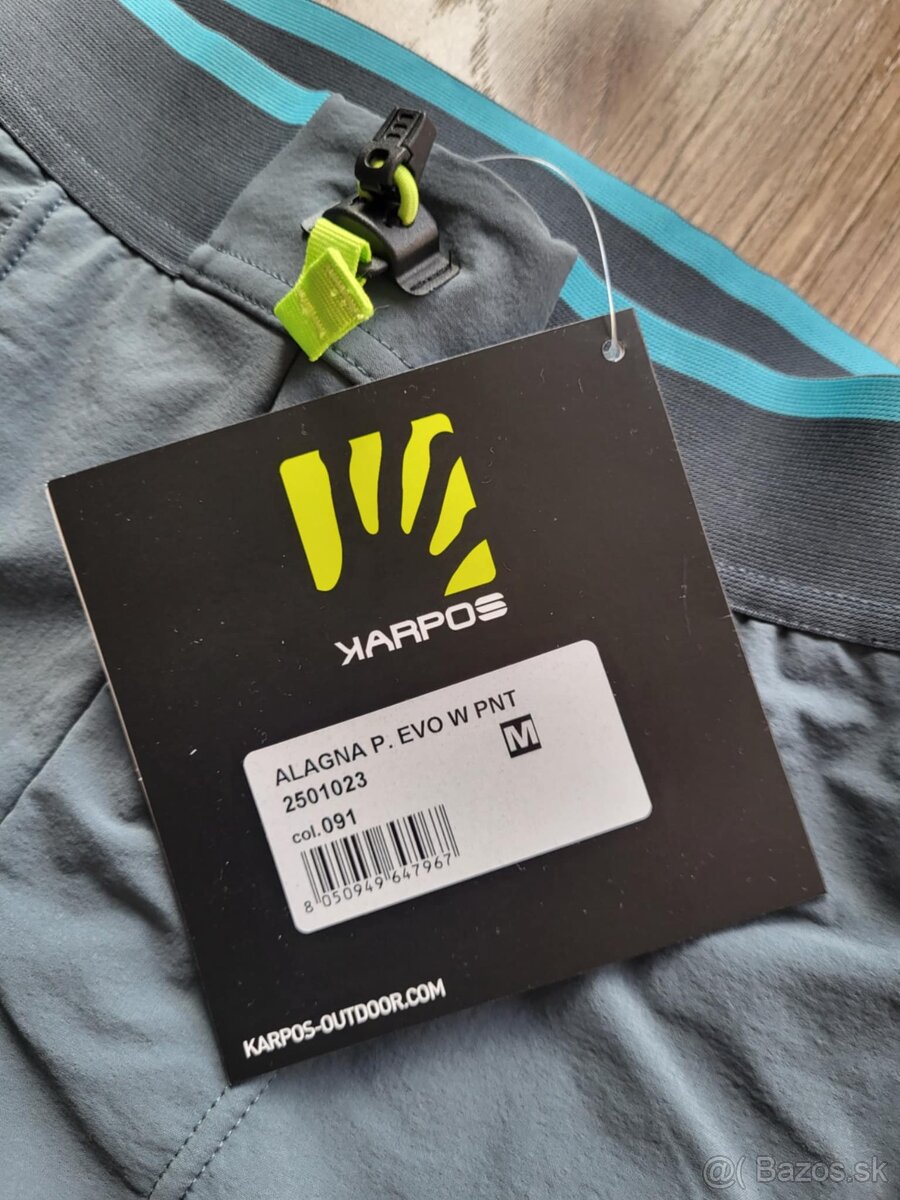 KARPOS
ALAGNA P. EVO W PNT
M
2501023
col.091
8 050949 647967
KARPOS-OUTDOOR.COM
@( Bazos.sk